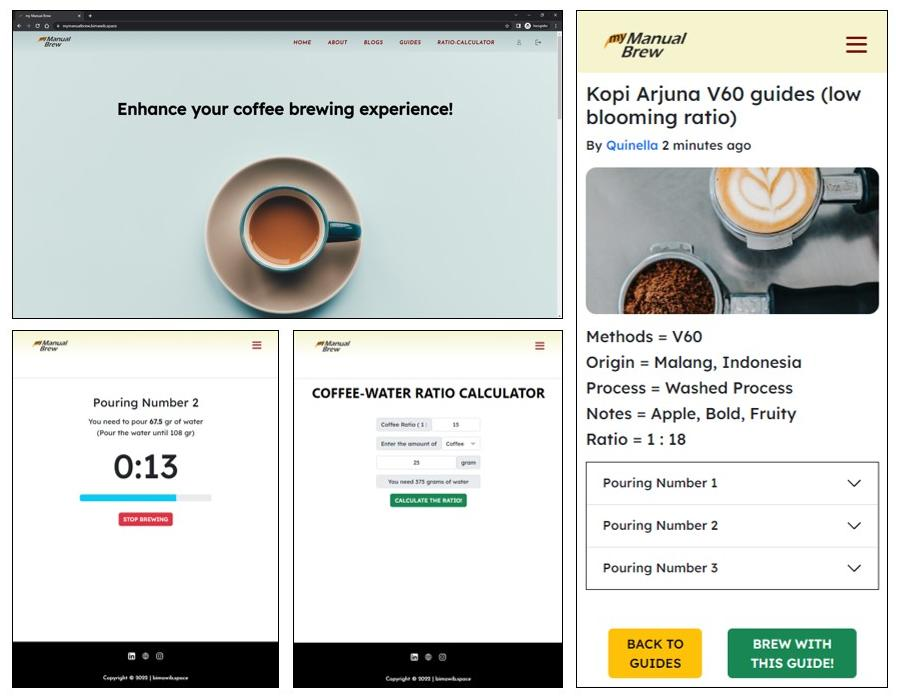 my Manual Brew
mymanualbrew.bimawib.space
Incognito
my Manual
Brew
HOME
ABOUT
BLOGS
GUIDES
RATIO-CALCULATOR
Enhance your coffee brewing experience!
my Manual
Brew
Pouring Number 2
You need to pour 67.5 gr of water
(Pour the water until 108 gr)
0:13
STOP BREWING
Copyright © 2022 | bimawib.space
my Manual
Brew
COFFEE-WATER RATIO CALCULATOR
Coffee Ratio ( 1 : 15
Enter the amount of Coffee
25 gram
You need 375 grams of water
CALCULATE THE RATIO!
Copyright © 2022 | bimawib.space
my Manual
Brew
Kopi Arjuna V60 guides (low
blooming ratio)
By Quinella 2 minutes ago
Methods = V60
Origin = Malang, Indonesia
Process = Washed Process
Notes = Apple, Bold, Fruity
Ratio = 1 : 18
Pouring Number 1
Pouring Number 2
Pouring Number 3
BACK TO
GUIDES
BREW WITH
THIS GUIDE!